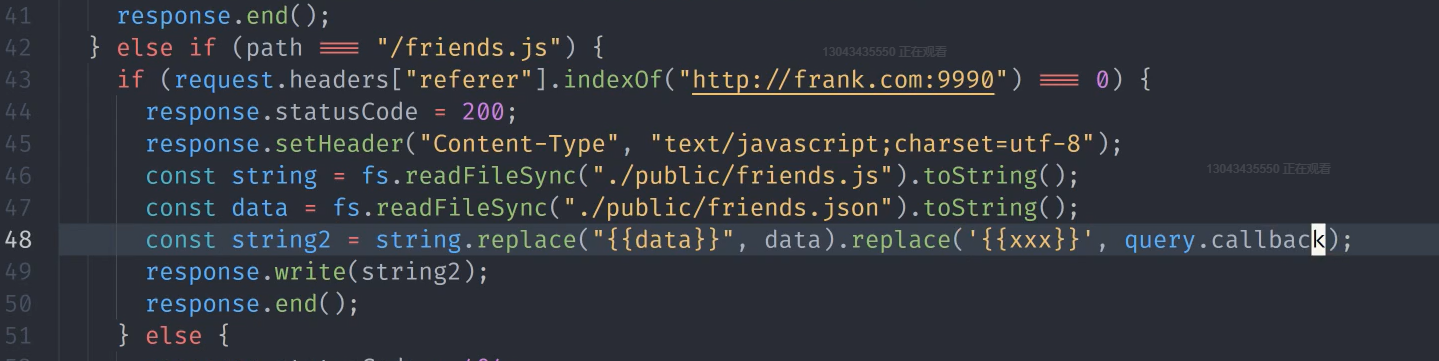 41 response.end();
42 } else if (path === "/friends.js") {
13043435550 正在观看
43 if (request.headers["referer"].indexOf("http://frank.com:9990") === 0) {
44 response.statusCode = 200;
45 response.setHeader("Content-Type", "text/javascript;charset=utf-8");
46 const string = fs.readFileSync("./public/friends.js").toString();
13043435550 正在观看
47 const data = fs.readFileSync("./public/friends.json").toString();
48 const string2 = string.replace("{{data}}", data).replace('{{xxx}}', query.callback);
49 response.write(string2);
50 response.end();
51 } else {